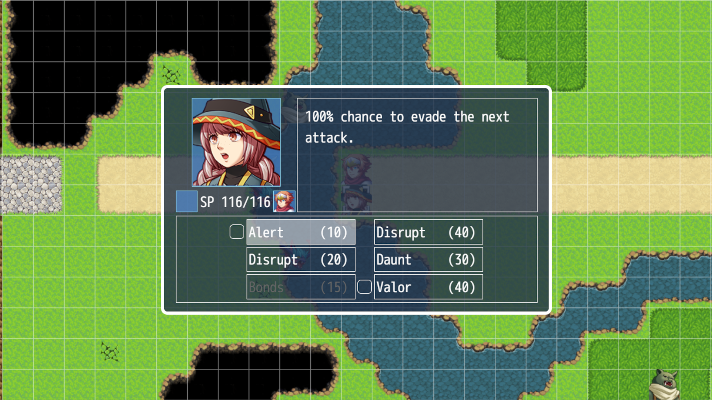 100% chance to evade the next
attack.
SP 116/116
Alert (10) Disrupt (40)
Disrupt (20) Daunt (30)
Bonds (15) Valor (40)